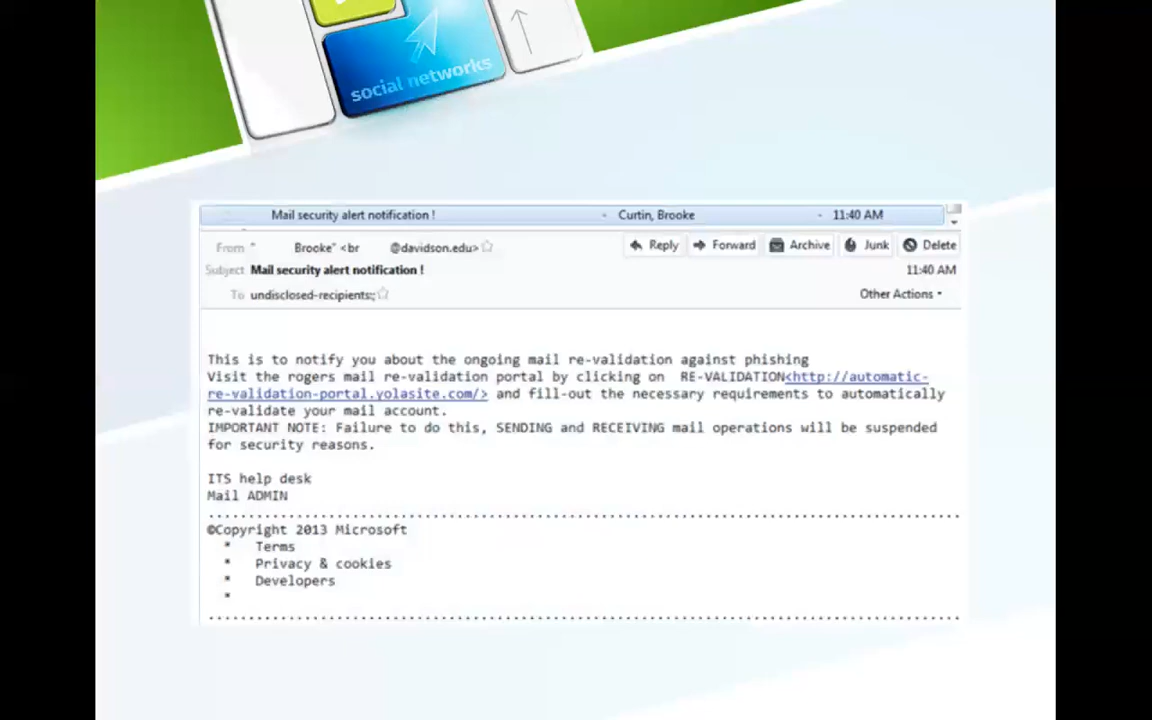 social networks
Mail security alert notification ! Curtin, Brooke 11:40 AM
From " Brooke" <br @davidson.edu> Reply Forward Archive Junk Delete
Subject Mail security alert notification ! 11:40 AM
To undisclosed-recipients:; Other Actions
This is to notify you about the ongoing mail re-validation against phishing
Visit the rogers mail re-validation portal by clicking on RE-VALIDATION<http://automatic-
re-validation-portal.yolasite.com/> and fill-out the necessary requirements to automatically
re-validate your mail account.
IMPORTANT NOTE: Failure to do this, SENDING and RECEIVING mail operations will be suspended
for security reasons.
ITS help desk
Mail ADMIN
©Copyright 2013 Microsoft
* Terms
* Privacy & cookies
* Developers
*